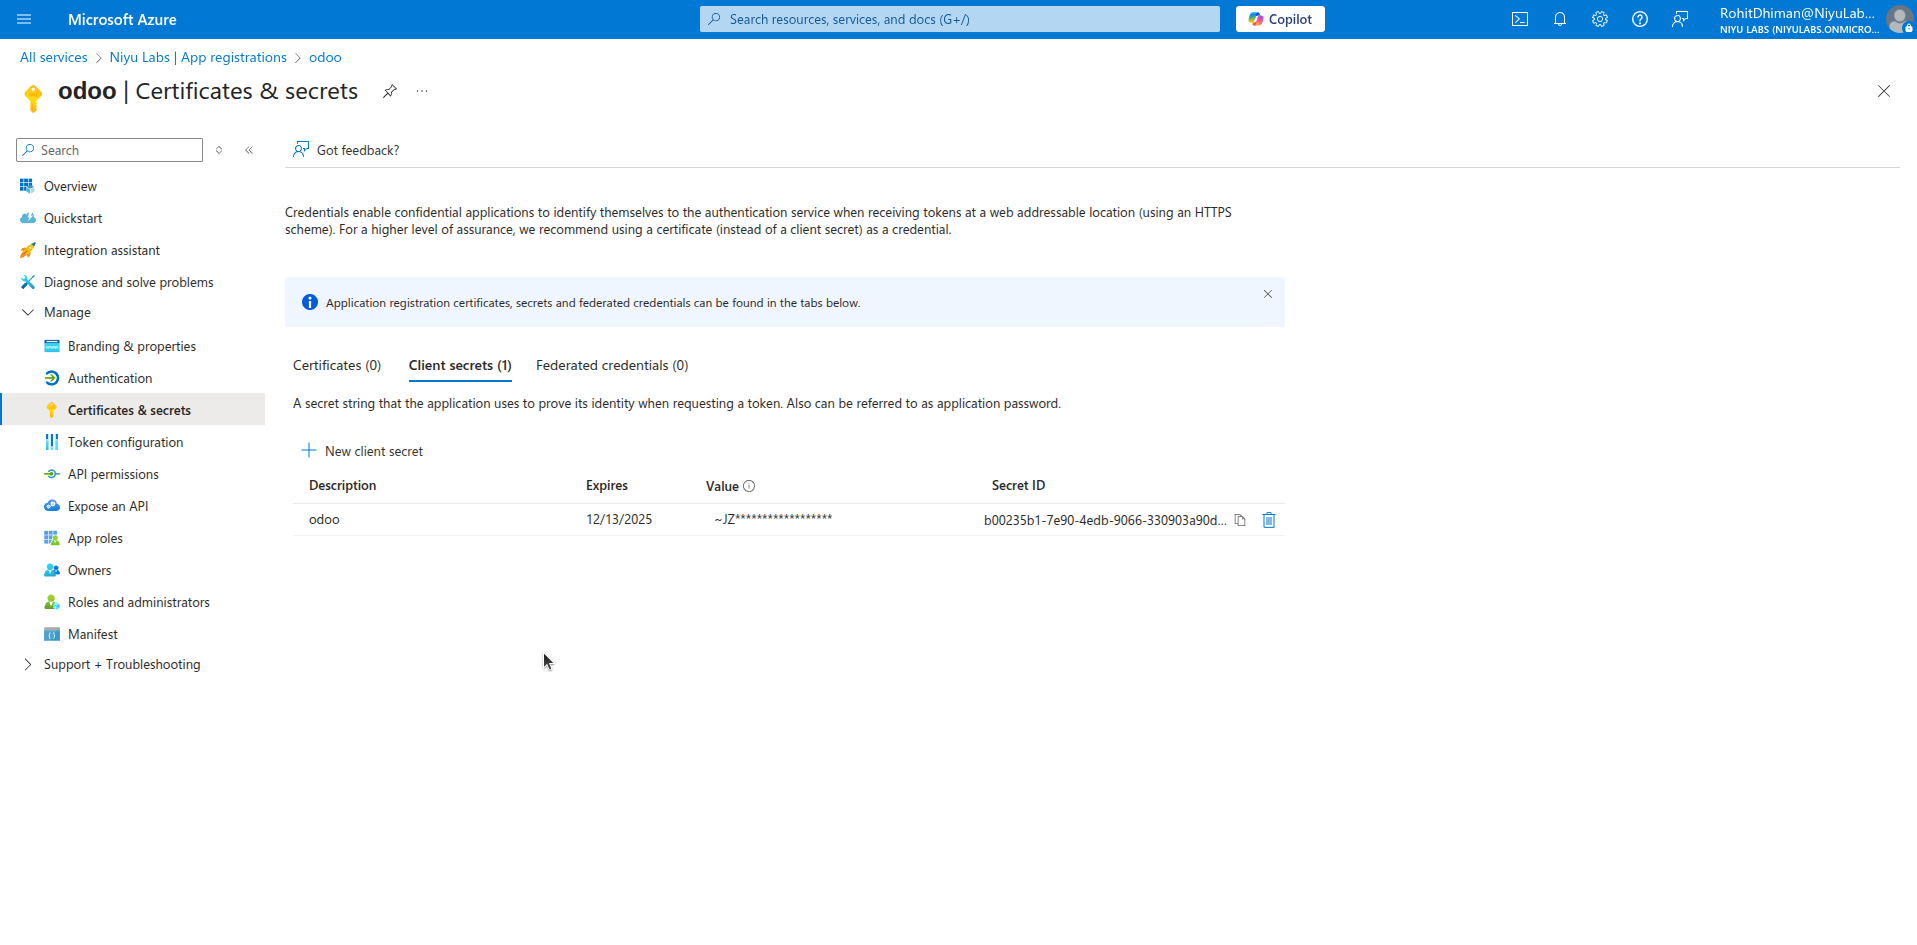 Microsoft Azure
Search resources, services, and docs (G+/)
Copilot
RohitDhiman@NiyuLab...
NIYU LABS (NIYULABS.ONMICRO...
All services > Niyu Labs | App registrations > odoo
odoo | Certificates & secrets
Search
Got feedback?
Overview
Quickstart
Integration assistant
Diagnose and solve problems
Manage
Branding & properties
Authentication
Certificates & secrets
Token configuration
API permissions
Expose an API
App roles
Owners
Roles and administrators
Manifest
Support + Troubleshooting
Credentials enable confidential applications to identify themselves to the authentication service when receiving tokens at a web addressable location (using an HTTPS
scheme). For a higher level of assurance, we recommend using a certificate (instead of a client secret) as a credential.
Application registration certificates, secrets and federated credentials can be found in the tabs below.
Certificates (0) Client secrets (1) Federated credentials (0)
A secret string that the application uses to prove its identity when requesting a token. Also can be referred to as application password.
New client secret
Description Expires Value Secret ID
odoo 12/13/2025 ~JZ****************** b00235b1-7e90-4edb-9066-330903a90d...